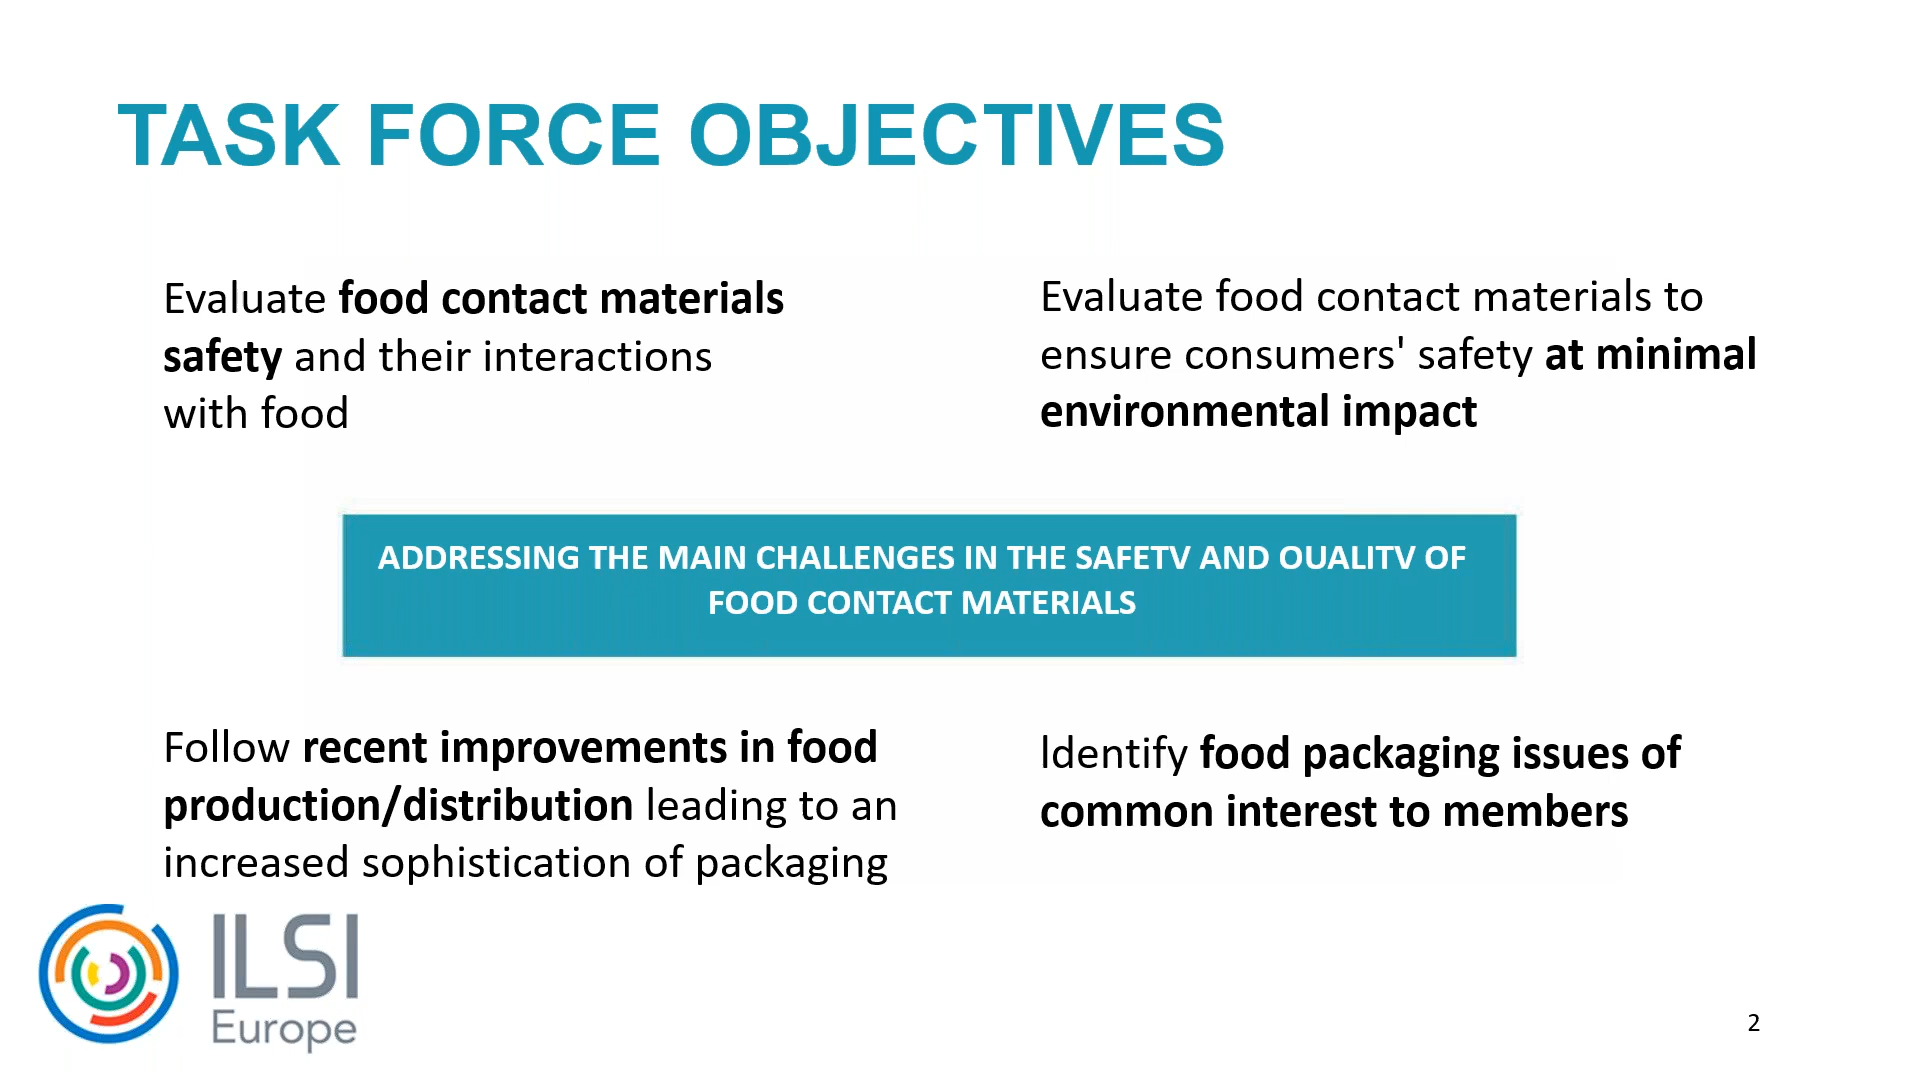 TASK FORCE OBJECTIVES
Evaluate food contact materials
safety and their interactions
with food
Evaluate food contact materials to
ensure consumers' safety at minimal
environmental impact
ADDRESSING THE MAIN CHALLENGES IN THE SAFETV AND OUALITV OF
FOOD CONTACT MATERIALS
Follow recent improvements in food
production/distribution leading to an
increased sophistication of packaging
Identify food packaging issues of
common interest to members
ILSI
Europe
2